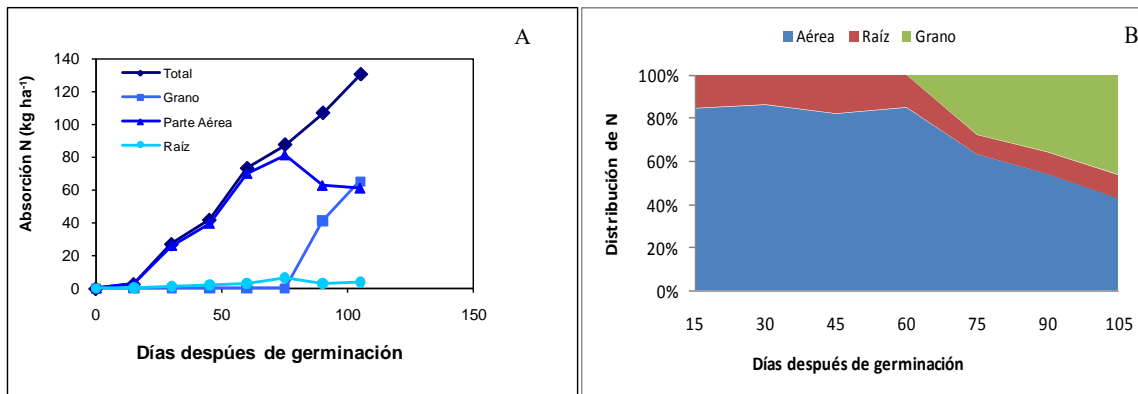 A
Absorción N (kg ha⁻¹)
140
120
100
80
60
40
20
0
Total
Grano
Parte Aérea
Raíz
0 50 100 150
Días despúes de germinación
B
Aérea Raíz Grano
Distribución de N
100%
80%
60%
40%
20%
0%
15 30 45 60 75 90 105
Días después de germinación